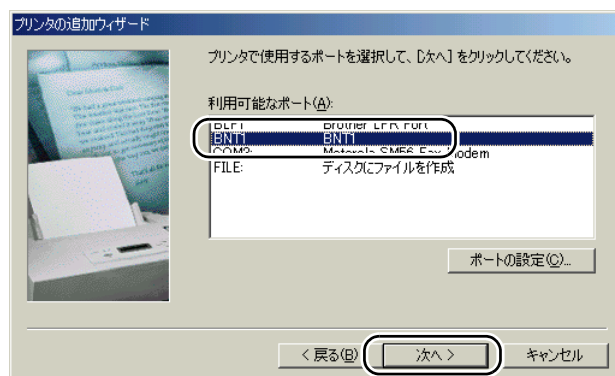 プリンタの追加ウィザード
プリンタで使用するポートを選択して、[次へ] をクリックしてください。
利用可能なポート(A):
BLP1 Brother LPR Port
BNT1 BNT1
COM3: Motorola SM56 Fax Modem
FILE: ディスクにファイルを作成
ポートの設定(C)...
< 戻る(B)
次へ >
キャンセル